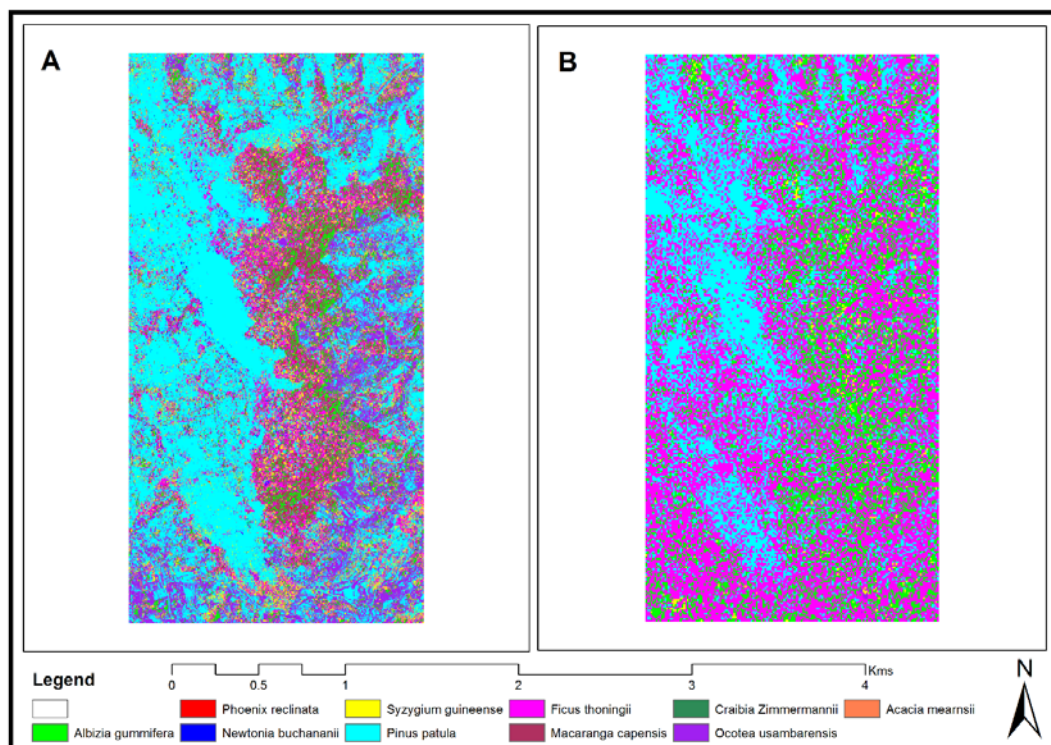 A
B
N
Legend
Kms
0 0.5 1 2 3 4
Phoenix reclinata Syzygium guineense Ficus thoningii Craibia Zimmermannii Acacia mearnsii
Albizia gummifera Newtonia buchananii Pinus patula Macaranga capensis Ocotea usambarensis